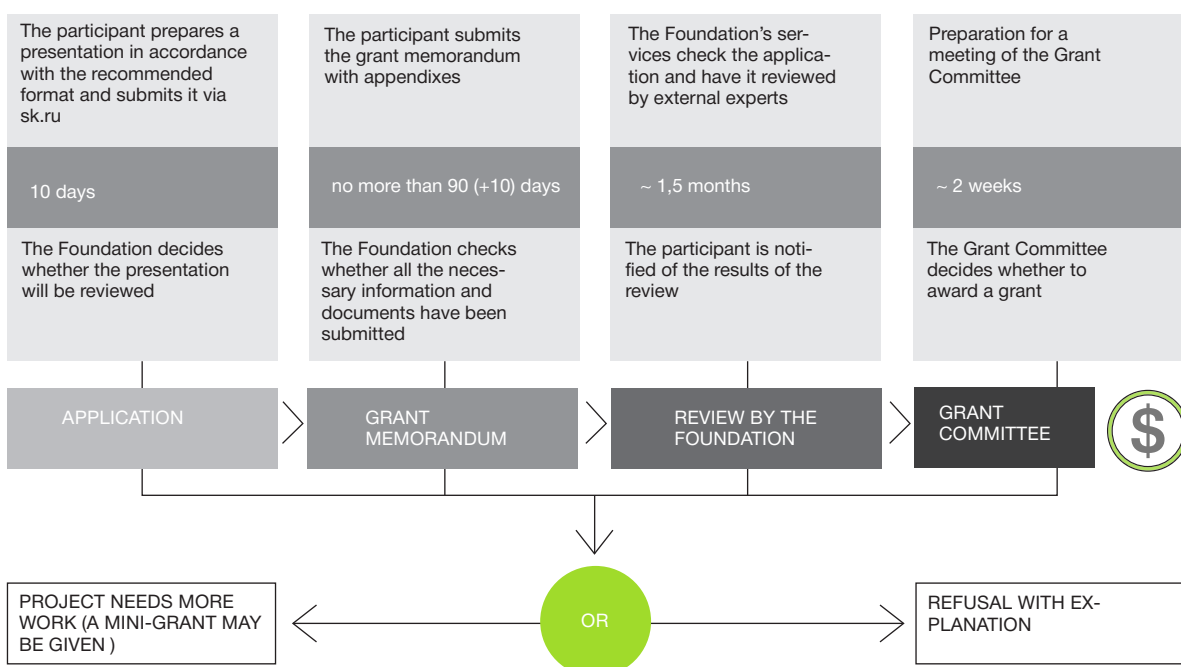 The participant prepares a
presentation in accordance
with the recommended
format and submits it via
sk.ru
10 days
The Foundation decides
whether the presentation
will be reviewed
The participant submits
the grant memorandum
with appendixes
no more than 90 (+10) days
The Foundation checks
whether all the neces-
sary information and
documents have been
submitted
The Foundation’s ser-
vices check the applica-
tion and have it reviewed
by external experts
~ 1,5 months
The participant is noti-
fied of the results of the
review
Preparation for a
meeting of the Grant
Committee
~ 2 weeks
The Grant Committee
decides whether to
award a grant
APPLICATION
GRANT
MEMORANDUM
REVIEW BY THE
FOUNDATION
GRANT
COMMITTEE
$
PROJECT NEEDS MORE
WORK (A MINI-GRANT MAY
BE GIVEN )
OR
REFUSAL WITH EX-
PLANATION